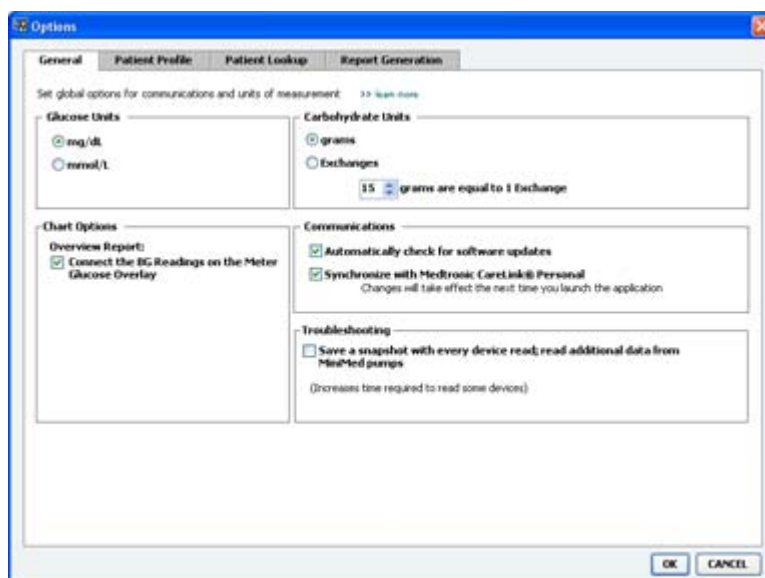 Options
General Patient Profile Patient Lookup Report Generation
Set global options for communications and units of measurement >> learn more
Glucose Units
mg/dL
mmol/L
Carbohydrate Units
grams
Exchanges
15 grams are equal to 1 Exchange
Chart Options
Overview Report:
Connect the BG Readings on the Meter
Glucose Overlay
Communications
Automatically check for software updates
Synchronize with Medtronic CareLink® Personal
Changes will take effect the next time you launch the application
Troubleshooting
Save a snapshot with every device read; read additional data from
MiniMed pumps
(Increases time required to read some devices)
OK CANCEL